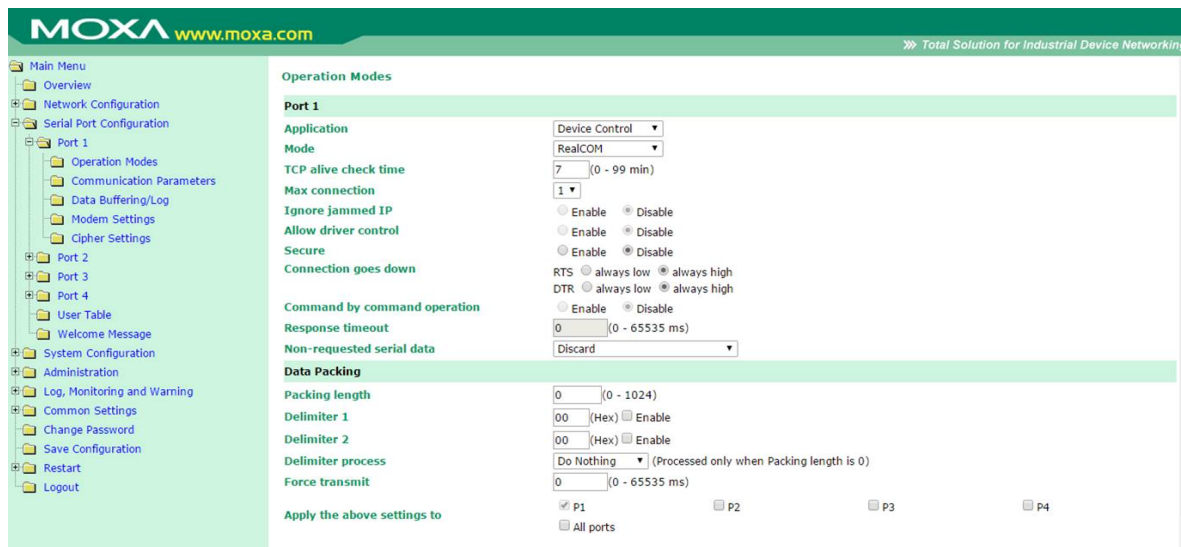 MOXA www.moxa.com
Total Solution for Industrial Device Networkin
Main Menu
Overview
Network Configuration
Serial Port Configuration
Port 1
Operation Modes
Communication Parameters
Data Buffering/Log
Modem Settings
Cipher Settings
Port 2
Port 3
Port 4
User Table
Welcome Message
System Configuration
Administration
Log, Monitoring and Warning
Common Settings
Change Password
Save Configuration
Restart
Logout
Operation Modes
Port 1
Application Device Control
Mode RealCOM
TCP alive check time 7 (0 - 99 min)
Max connection 1
Ignore jammed IP Enable Disable
Allow driver control Enable Disable
Secure Enable Disable
Connection goes down RTS always low always high
DTR always low always high
Command by command operation Enable Disable
Response timeout 0 (0 - 65535 ms)
Non-requested serial data Discard
Data Packing
Packing length 0 (0 - 1024)
Delimiter 1 00 (Hex) Enable
Delimiter 2 00 (Hex) Enable
Delimiter process Do Nothing (Processed only when Packing length is 0)
Force transmit 0 (0 - 65535 ms)
Apply the above settings to P1 P2 P3 P4
All ports